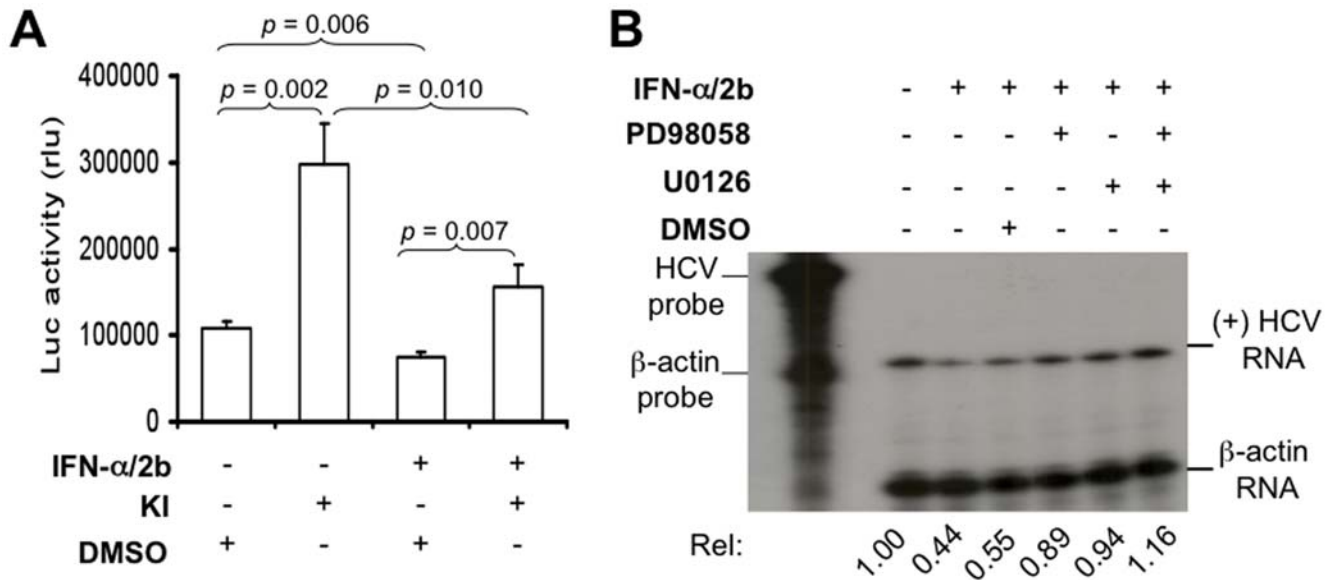 A
p = 0.006
p = 0.002
p = 0.010
p = 0.007
Luc activity (rlu)
400000
300000
200000
100000
0
IFN-α/2b - - + +
KI - + - +
DMSO + - + -
B
IFN-α/2b - + + + + +
PD98058 - - - + - +
U0126 - - - - + +
DMSO - - + - - -
HCV
probe
β-actin
probe
(+) HCV
RNA
β-actin
RNA
Rel: 1.00 0.44 0.55 0.89 0.94 1.16